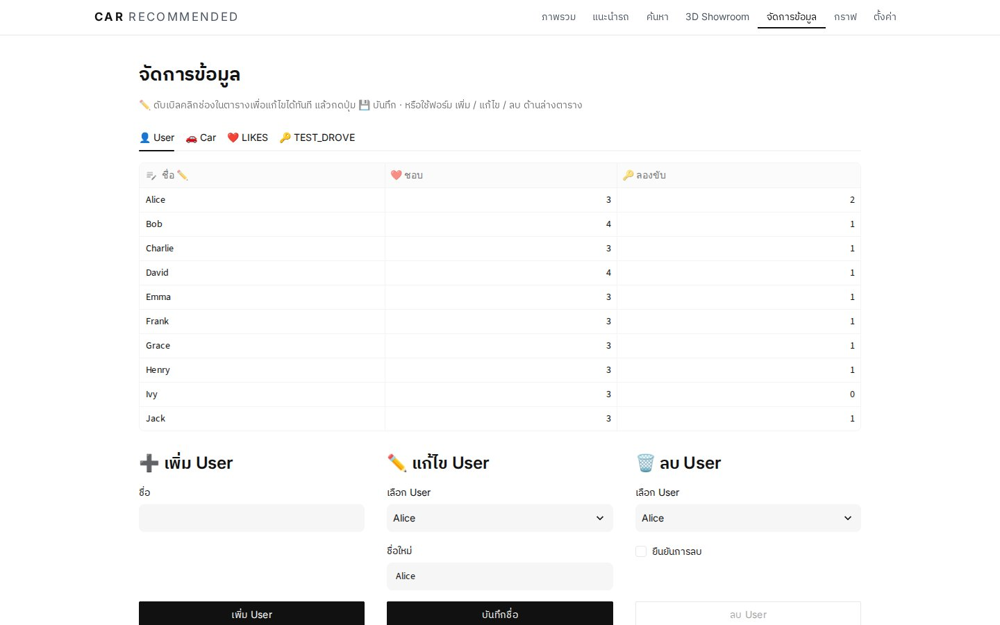 CAR RECOMMENDED ภาพรวม แนะนำรถ ค้นหา 3D Showroom จัดการข้อมูล กราฟ ตั้งค่า
จัดการข้อมูล
✏️ ดับเบิลคลิกช่องในตารางเพื่อแก้ไขได้ทันที แล้วกดปุ่ม 💾 บันทึก · หรือใช้ฟอร์ม เพิ่ม / แก้ไข / ลบ ด้านล่างตาราง
👤 User 🚗 Car ❤️ LIKES 🔑 TEST_DROVE
ชื่อ ✏️ ❤️ ชอบ 🔑 ลองขับ
Alice 3 2
Bob 4 1
Charlie 3 1
David 4 1
Emma 3 1
Frank 3 1
Grace 3 1
Henry 3 1
Ivy 3 0
Jack 3 1
➕ เพิ่ม User ✏️ แก้ไข User 🗑️ ลบ User
ชื่อ เลือก User เลือก User
Alice Alice
ชื่อใหม่ ยืนยันการลบ
Alice
เพิ่ม User บันทึกชื่อ ลบ User